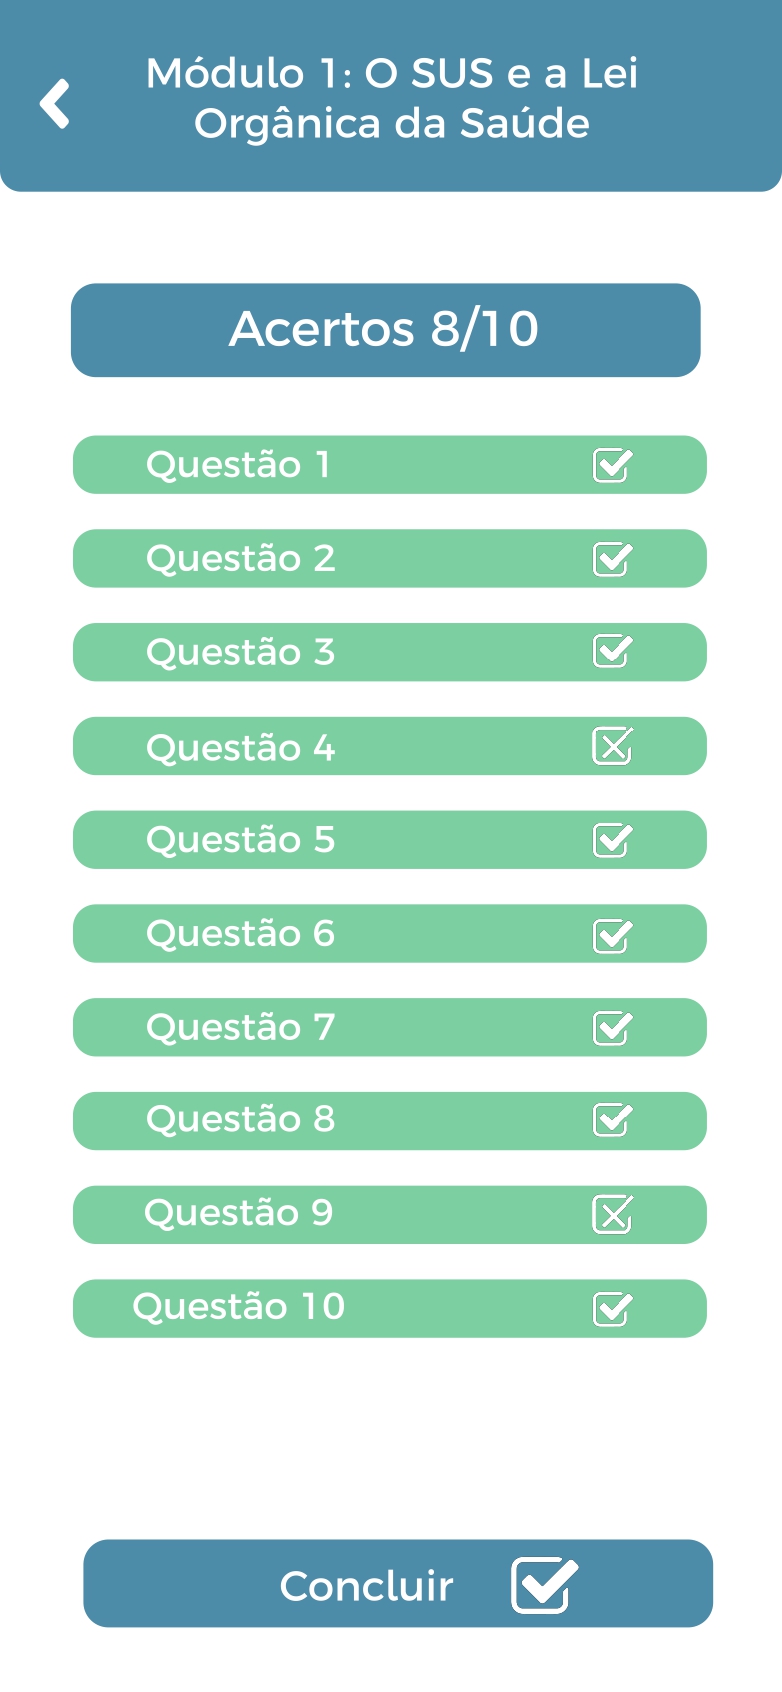 Módulo 1: O SUS e a Lei
Orgânica da Saúde
Acertos 8/10
Questão 1
Questão 2
Questão 3
Questão 4
Questão 5
Questão 6
Questão 7
Questão 8
Questão 9
Questão 10
Concluir